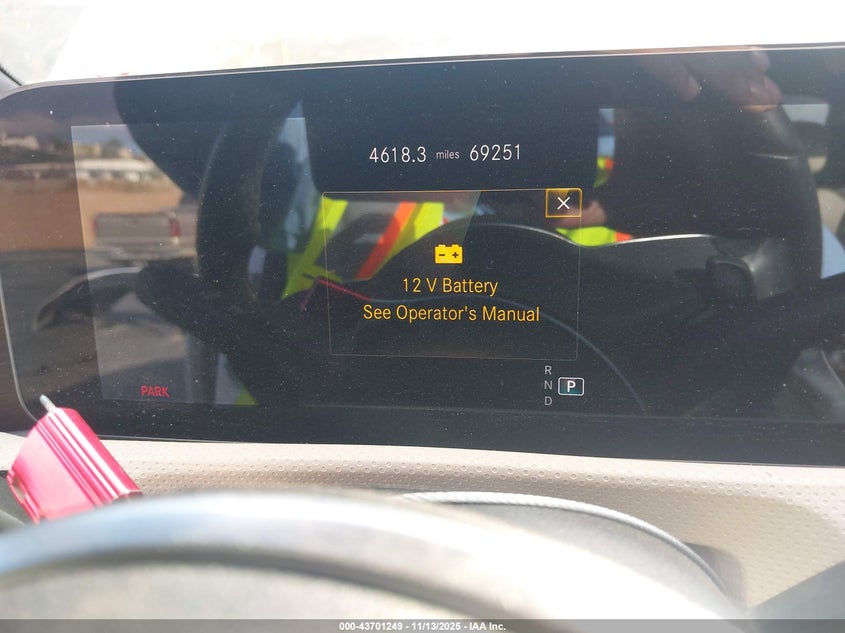 4618.3 miles 69251
12 V Battery
See Operator's Manual
R
N P
D
PARK
000-43701249 - 11/13/2025 - IAA Inc.